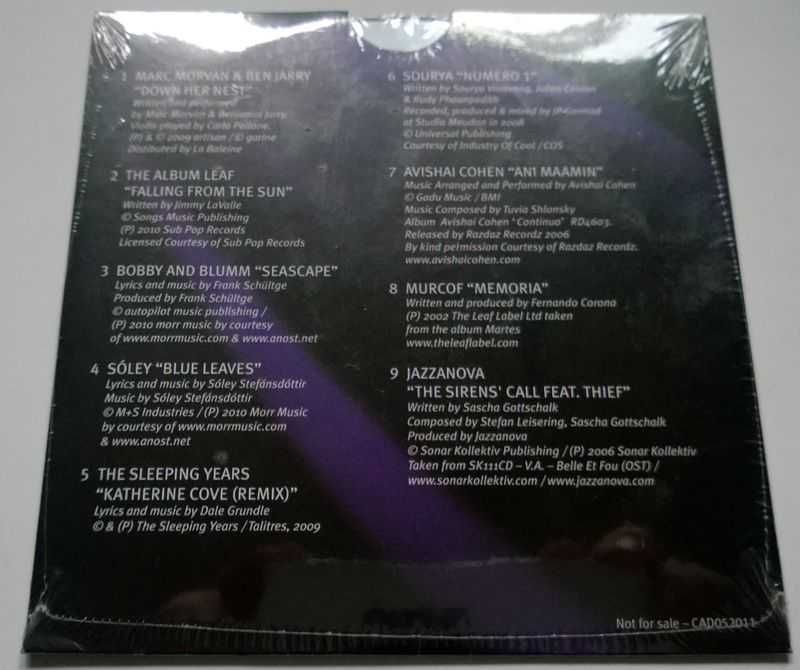 1 MARC MORVAN & BEN JARRY
"DOWN HER NEST"
Written and performed
by Marc Morvan & Benjamin Jarry.
Violin played by Carla Pallone.
(P) & © 2009 artisan / © garine
Distibuted by La Baleine
2 THE ALBUM LEAF
"FALLING FROM THE SUN"
Written by Jimmy LaValle
© Songs Music Publishing
(P) 2010 Sub Pop Records
Licensed Courtesy of Sub Pop Records
3 BOBBY AND BLUMM "SEASCAPE"
Lyrics and music by Frank Schültge
Produced by Frank Schültge
© autopilot music publishing /
(P) 2010 morr music by courtesy
of www.morrmusic.com & www.anost.net
4 SÓLEY "BLUE LEAVES"
Lyrics and music by Sóley Stefánsdóttir
Music by Sóley Stefánsdóttir
© M+S Industries / (P) 2010 Morr Music
by courtesy of www.morrmusic.com
& www.anost.net
5 THE SLEEPING YEARS
"KATHERINE COVE (REMIX)"
Lyrics and music by Dale Grundle
© & (P) The Sleeping Years / Talitres, 2009
6 SOURYA "NUMERO 1"
Written by Sourya Julien
& Rudy Phoumpadith
Recorded, produced & mixed by
at Studio Meudon in 2008
© Universal Publishing
Courtesy of Industry Of Cool / CQS
7 AVISHAI COHEN "ANI MAAMIN"
Music Arranged and Performed by Avishai Cohen
© Gadu Music / BMI
Music Composed by Tuvia Shlonsky
Album Avishai Cohen "Continuo" RD4603.
Released by Razdaz Recordz 2006
By kind permission Courtesy of Razdaz Recordz.
www.avishaicohen.com
8 MURCOF "MEMORIA"
Written and produced by Fernando Corona
(P) 2002 The Leaf Label Ltd taken
from the album Martes
www.theleaflabel.com
9 JAZZANOVA
"THE SIRENS' CALL FEAT. THIEF"
Written by Sascha Gottschalk
Composed by Stefan Leisering, Sascha Gottschalk
Produced by Jazzanova
© Sonar Kollektiv Publishing / (P) 2006 Sonar Kollektiv
Taken from SK111CD – V.A. – Belle Et Fou (OST) /
www.sonarkollektiv.com / www.jazzanova.com
Not for sale – CAD052011